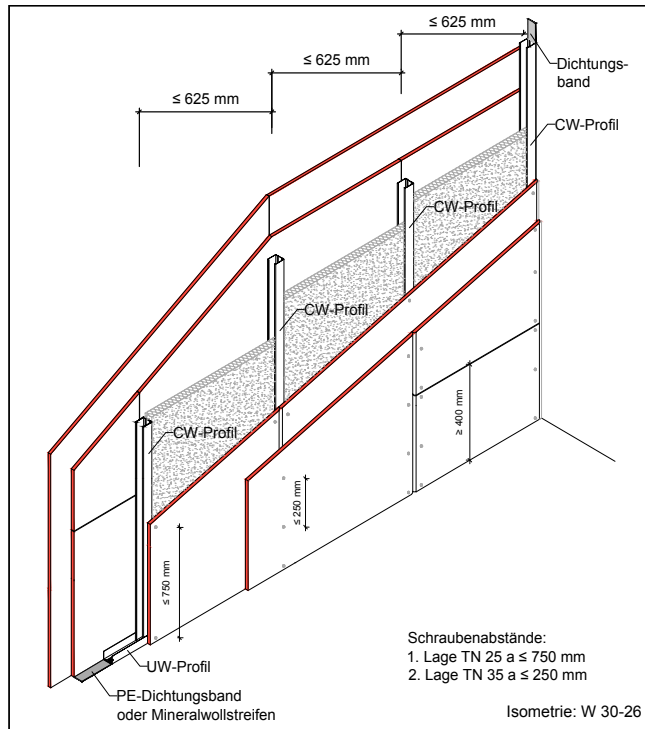 ≤ 625 mm
≤ 625 mm
≤ 625 mm
Dichtungs-
band
CW-Profil
CW-Profil
CW-Profil
CW-Profil
≥ 400 mm
≤ 250 mm
≤ 750 mm
UW-Profil
PE-Dichtungsband
oder Mineralwollstreifen
Schraubenabstände:
1. Lage TN 25 a ≤ 750 mm
2. Lage TN 35 a ≤ 250 mm
Isometrie: W 30-26